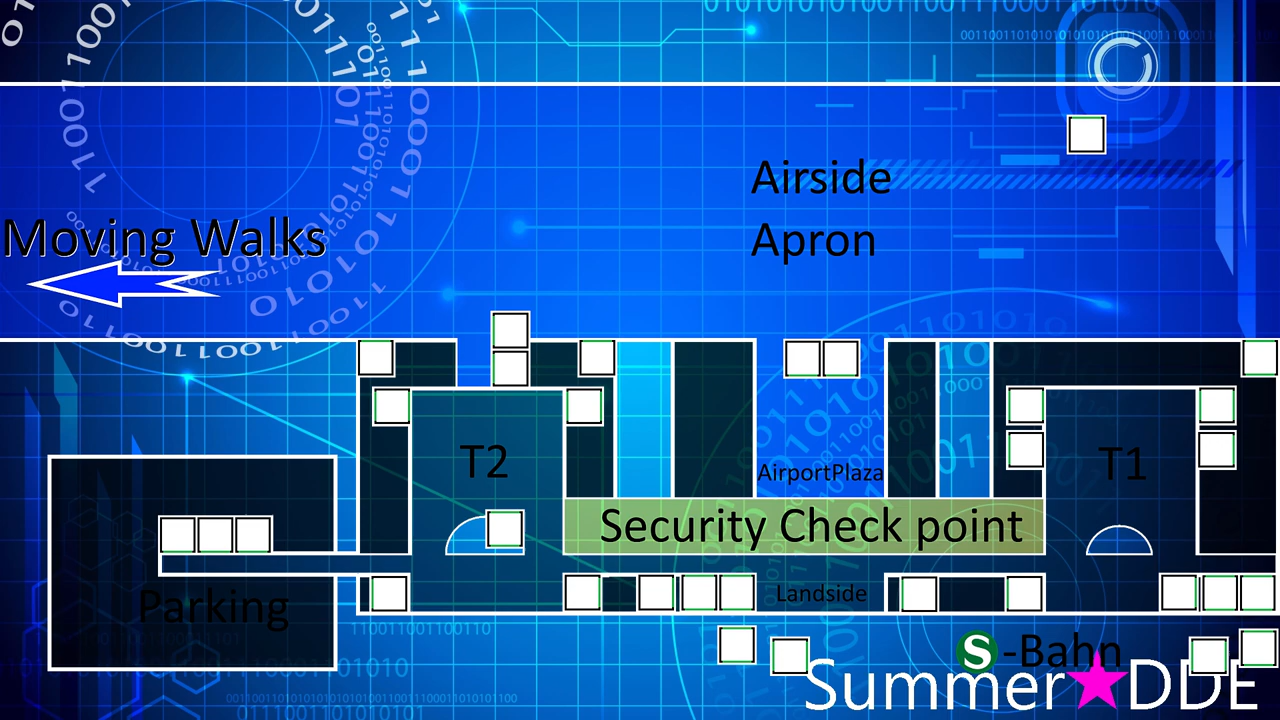 Airside
Apron
Moving Walks
T2
AirportPlaza
T1
Security Check point
Landside
Parking
S-Bahn
Summer★DDE